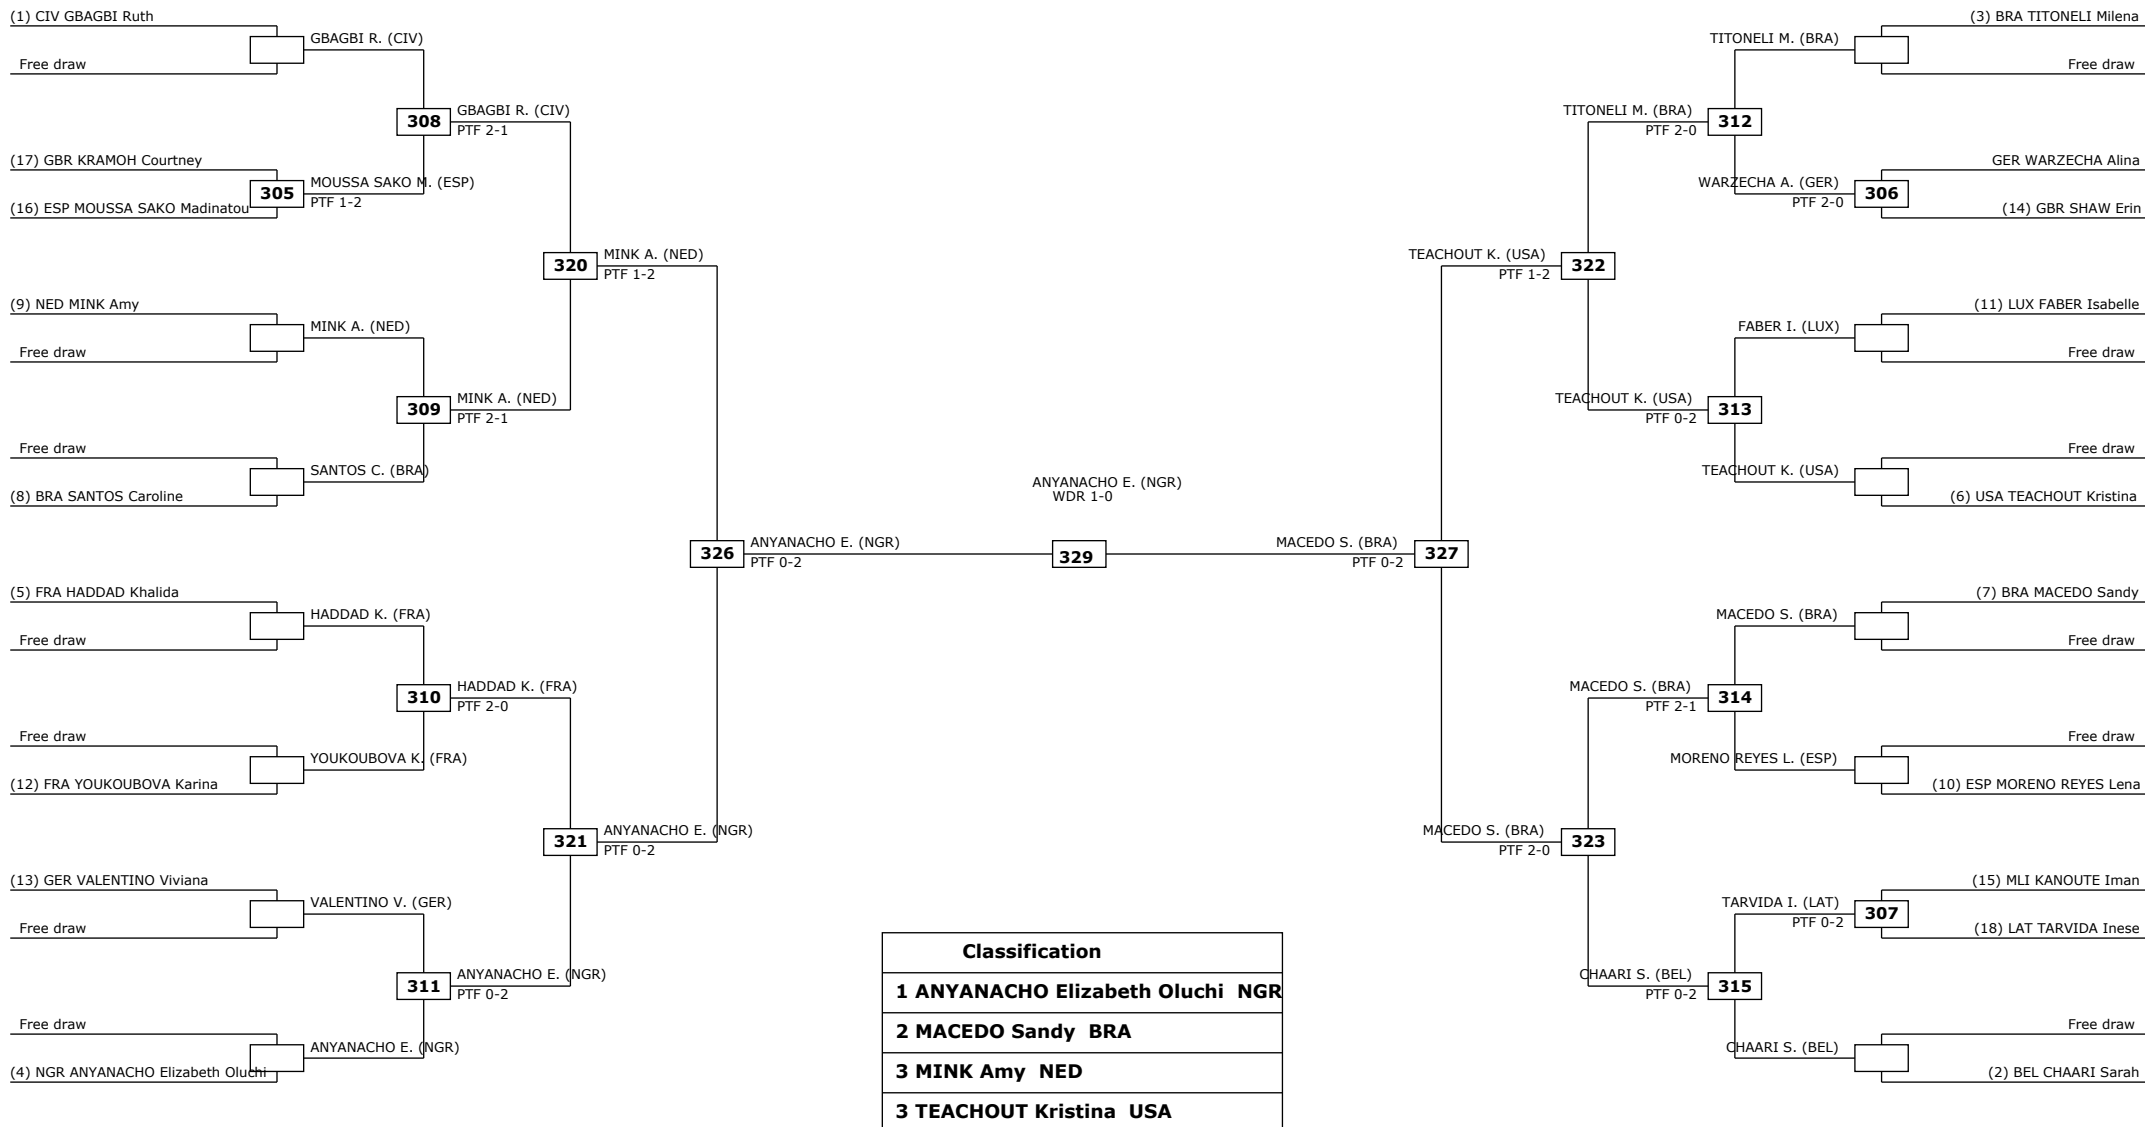 (1) CIV GBAGBI Ruth
GBAGBI R. (CIV)
Free draw
308
GBAGBI R. (CIV)
PTF 2-1
(17) GBR KRAMOH Courtney
305
MOUSSA SAKO M. (ESP)
PTF 1-2
(16) ESP MOUSSA SAKO Madinatou
320
MINK A. (NED)
PTF 1-2
(9) NED MINK Amy
MINK A. (NED)
Free draw
309
MINK A. (NED)
PTF 2-1
Free draw
SANTOS C. (BRA)
(8) BRA SANTOS Caroline
326
ANYANACHO E. (NGR)
PTF 0-2
(5) FRA HADDAD Khalida
HADDAD K. (FRA)
Free draw
310
HADDAD K. (FRA)
PTF 2-0
Free draw
YOUKOUBOVA K. (FRA)
(12) FRA YOUKOUBOVA Karina
321
ANYANACHO E. (NGR)
PTF 0-2
(13) GER VALENTINO Viviana
VALENTINO V. (GER)
Free draw
311
ANYANACHO E. (NGR)
PTF 0-2
Free draw
ANYANACHO E. (NGR)
(4) NGR ANYANACHO Elizabeth Oluchi
ANYANACHO E. (NGR)
WDR 1-0
329
(3) BRA TITONELI Milena
TITONELI M. (BRA)
Free draw
TITONELI M. (BRA)
PTF 2-0
312
GER WARZECHA Alina
WARZECHA A. (GER)
PTF 2-0
306
(14) GBR SHAW Erin
TEACHOUT K. (USA)
PTF 1-2
322
(11) LUX FABER Isabelle
FABER I. (LUX)
Free draw
TEACHOUT K. (USA)
PTF 0-2
313
Free draw
TEACHOUT K. (USA)
(6) USA TEACHOUT Kristina
MACEDO S. (BRA)
PTF 0-2
327
(7) BRA MACEDO Sandy
MACEDO S. (BRA)
Free draw
MACEDO S. (BRA)
PTF 2-1
314
Free draw
MORENO REYES L. (ESP)
(10) ESP MORENO REYES Lena
MACEDO S. (BRA)
PTF 2-0
323
(15) MLI KANOUTE Iman
TARVIDA I. (LAT)
PTF 0-2
307
(18) LAT TARVIDA Inese
CHAARI S. (BEL)
PTF 0-2
315
Free draw
CHAARI S. (BEL)
(2) BEL CHAARI Sarah
Classification
1 ANYANACHO Elizabeth Oluchi NGR
2 MACEDO Sandy BRA
3 MINK Amy NED
3 TEACHOUT Kristina USA